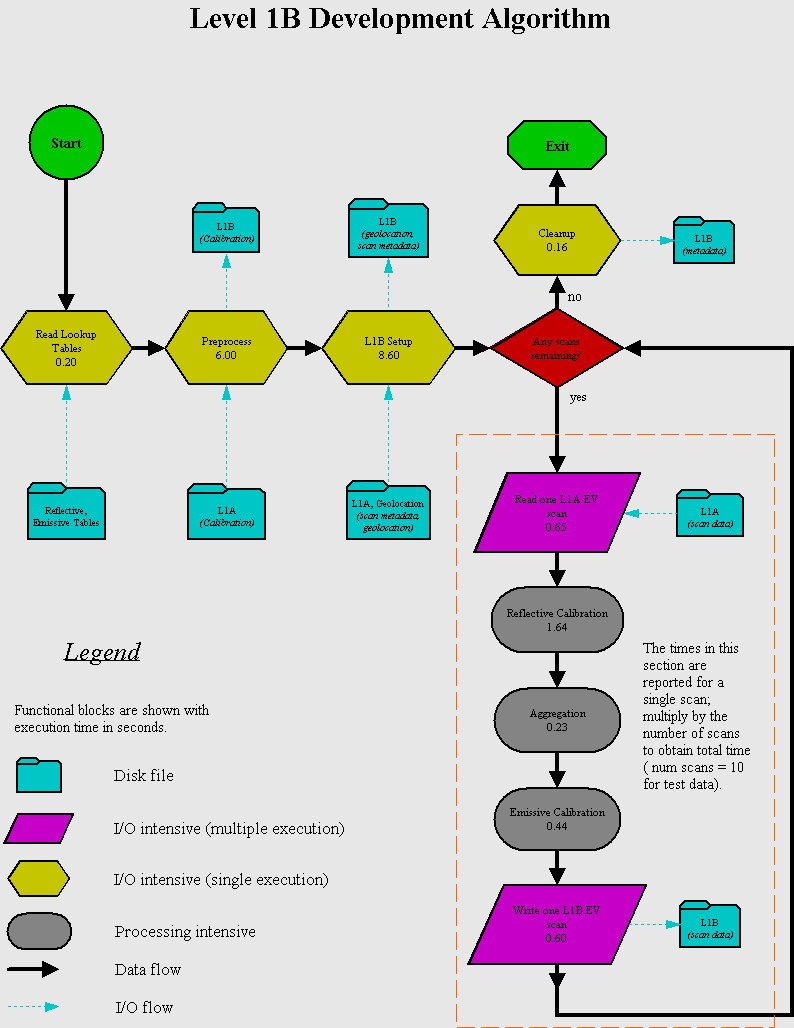 Level 1B Development Algorithm
Start
Exit
L1B
(Calibration)
L1B
(geolocation,
scan metadata)
Cleanup
0.16
L1B
(metadata)
no
Read Lookup
Tables
0.20
Preprocess
6.00
L1B Setup
8.60
Any scans
remaining?
yes
Reflective,
Emissive Tables
L1A
(Calibration)
L1A, Geolocation
(scan metadata,
geolocation)
Read one L1A EV
scan
0.65
L1A
(scan data)
Reflective Calibration
1.64
Aggregation
0.23
Emissive Calibration
0.44
Write one L1B EV
scan
0.60
L1B
(scan data)
The times in this
section are
reported for a
single scan;
multiply by the
number of scans
to obtain total time
( num scans = 10
for test data).
Legend
Functional blocks are shown with
execution time in seconds.
Disk file
I/O intensive (multiple execution)
I/O intensive (single execution)
Processing intensive
Data flow
I/O flow